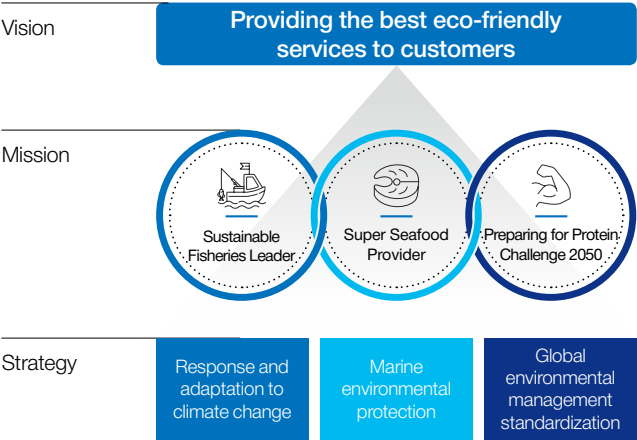 Vision
Providing the best eco-friendly
services to customers
Mission
Sustainable
Fisheries Leader
Super Seafood
Provider
Preparing for Protein
Challenge 2050
Strategy
Response and
adaptation to
climate change
Marine
environmental
protection
Global
environmental
management
standardization